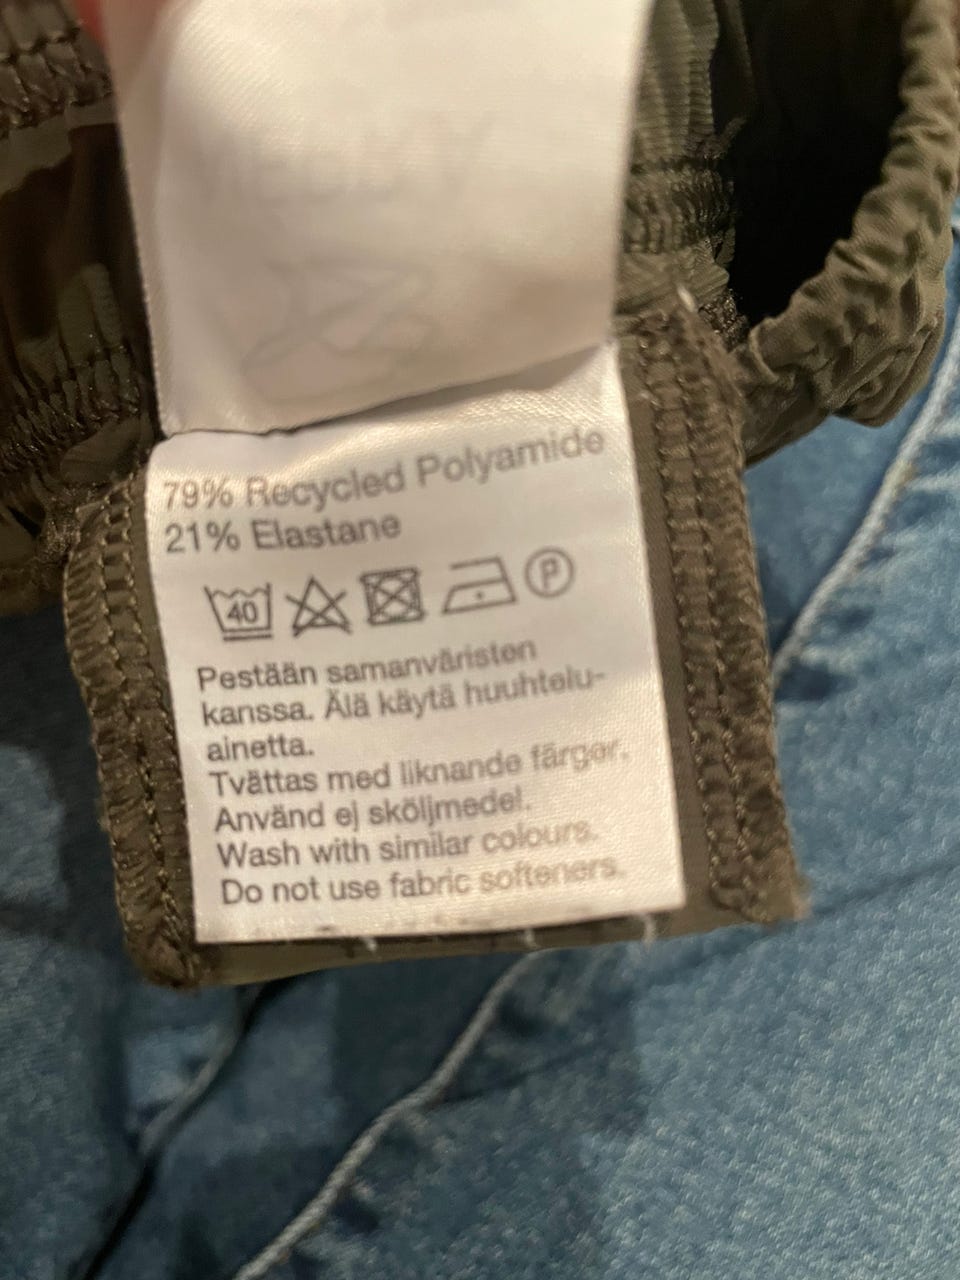 79% Recycled Polyamide
21% Elastane
40 P
Pestään samanväristen
kanssa. Älä käytä huuhtelu-
ainetta.
Tvättas med liknande färger.
Använd ej sköljmedel.
Wash with similar colours.
Do not use fabric softeners.